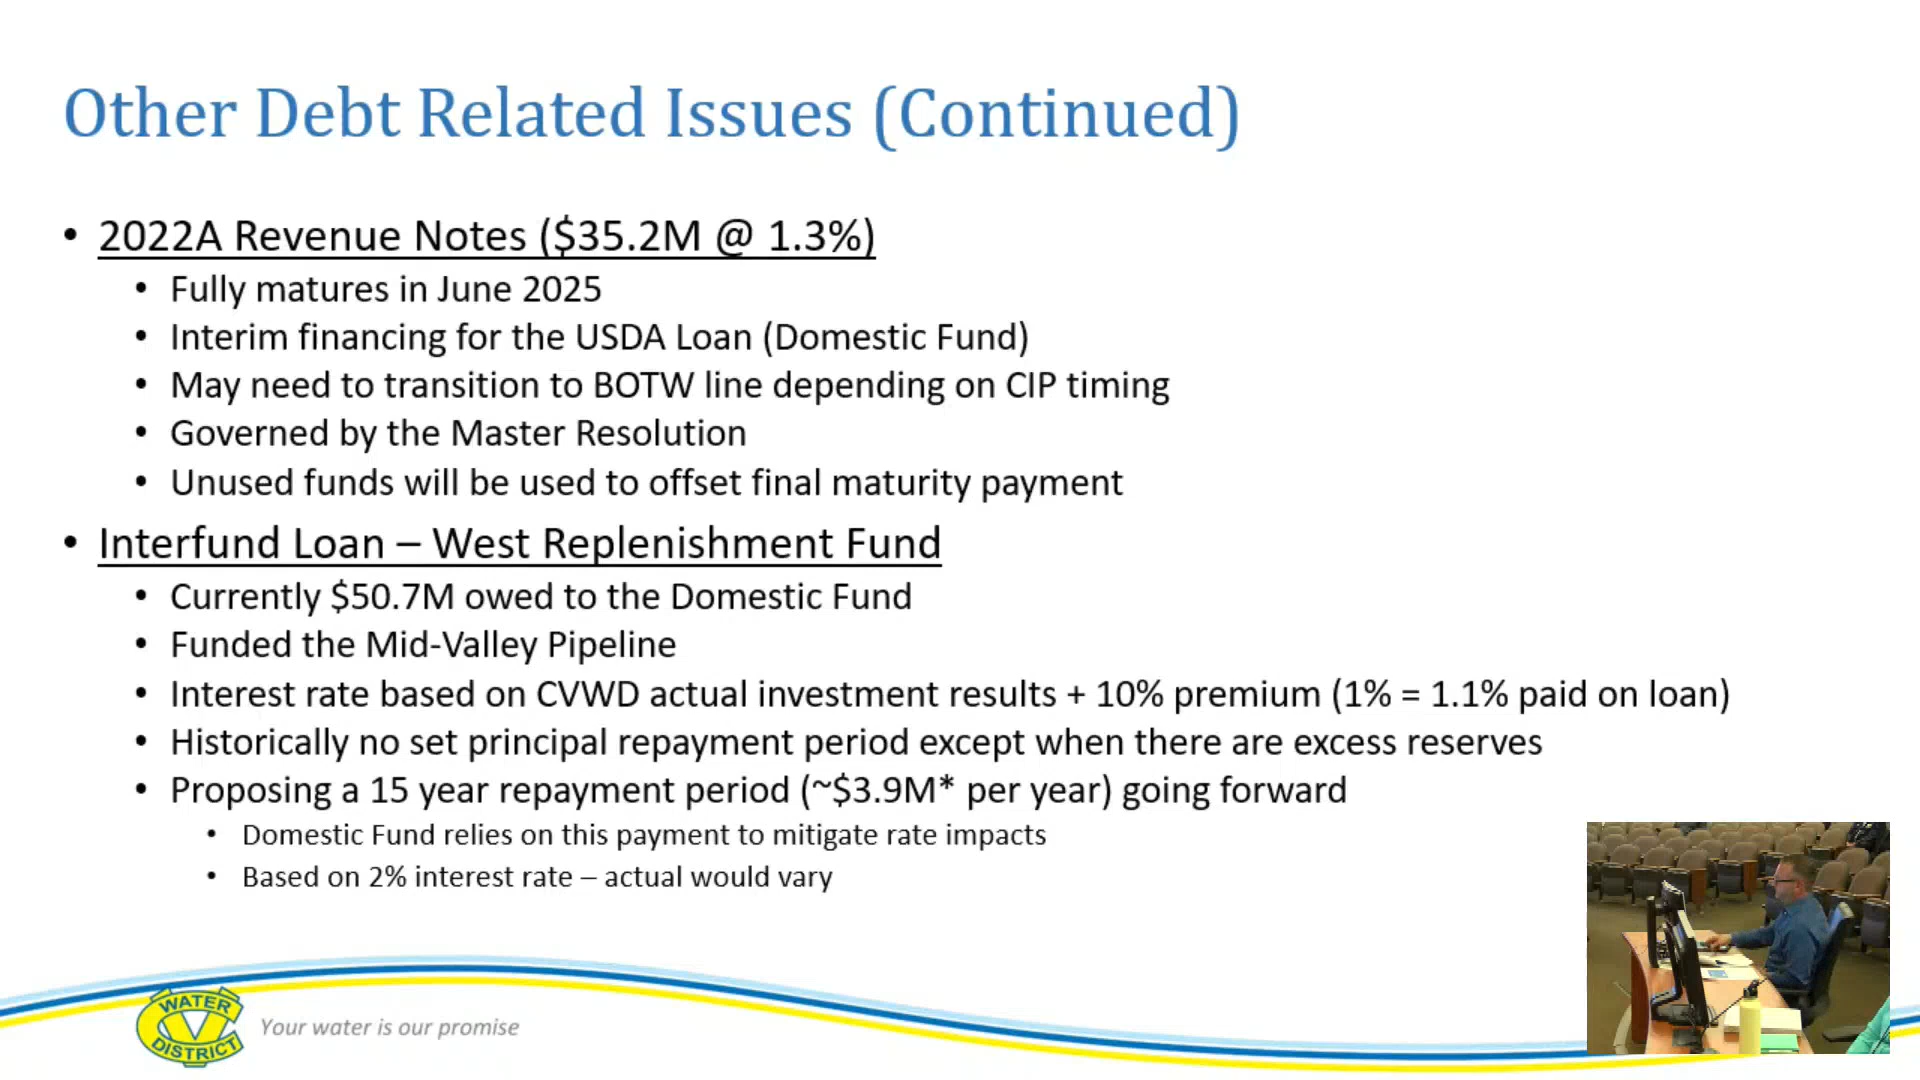 Other Debt Related Issues (Continued)
• 2022A Revenue Notes ($35.2M @ 1.3%)
• Fully matures in June 2025
• Interim financing for the USDA Loan (Domestic Fund)
• May need to transition to BOTW line depending on CIP timing
• Governed by the Master Resolution
• Unused funds will be used to offset final maturity payment
• Interfund Loan – West Replenishment Fund
• Currently $50.7M owed to the Domestic Fund
• Funded the Mid-Valley Pipeline
• Interest rate based on CVWD actual investment results + 10% premium (1% = 1.1% paid on loan)
• Historically no set principal repayment period except when there are excess reserves
• Proposing a 15 year repayment period (~$3.9M* per year) going forward
• Domestic Fund relies on this payment to mitigate rate impacts
• Based on 2% interest rate – actual would vary
WATER
CV
DISTRICT
Your water is our promise